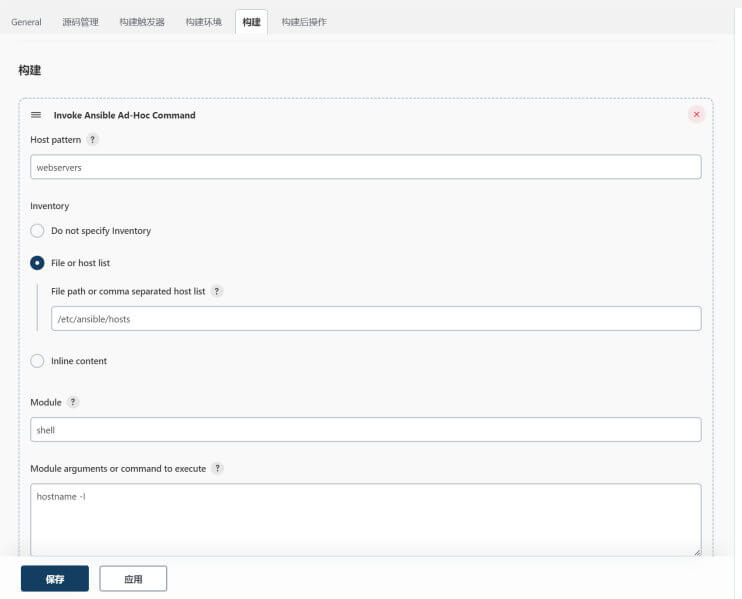 General 源码管理 构建触发器 构建环境 构建 构建后操作
构建
Invoke Ansible Ad-Hoc Command
Host pattern ?
webservers
Inventory
Do not specify Inventory
File or host list
File path or comma separated host list ?
/etc/ansible/hosts
Inline content
Module ?
shell
Module arguments or command to execute ?
hostname -I
保存 应用